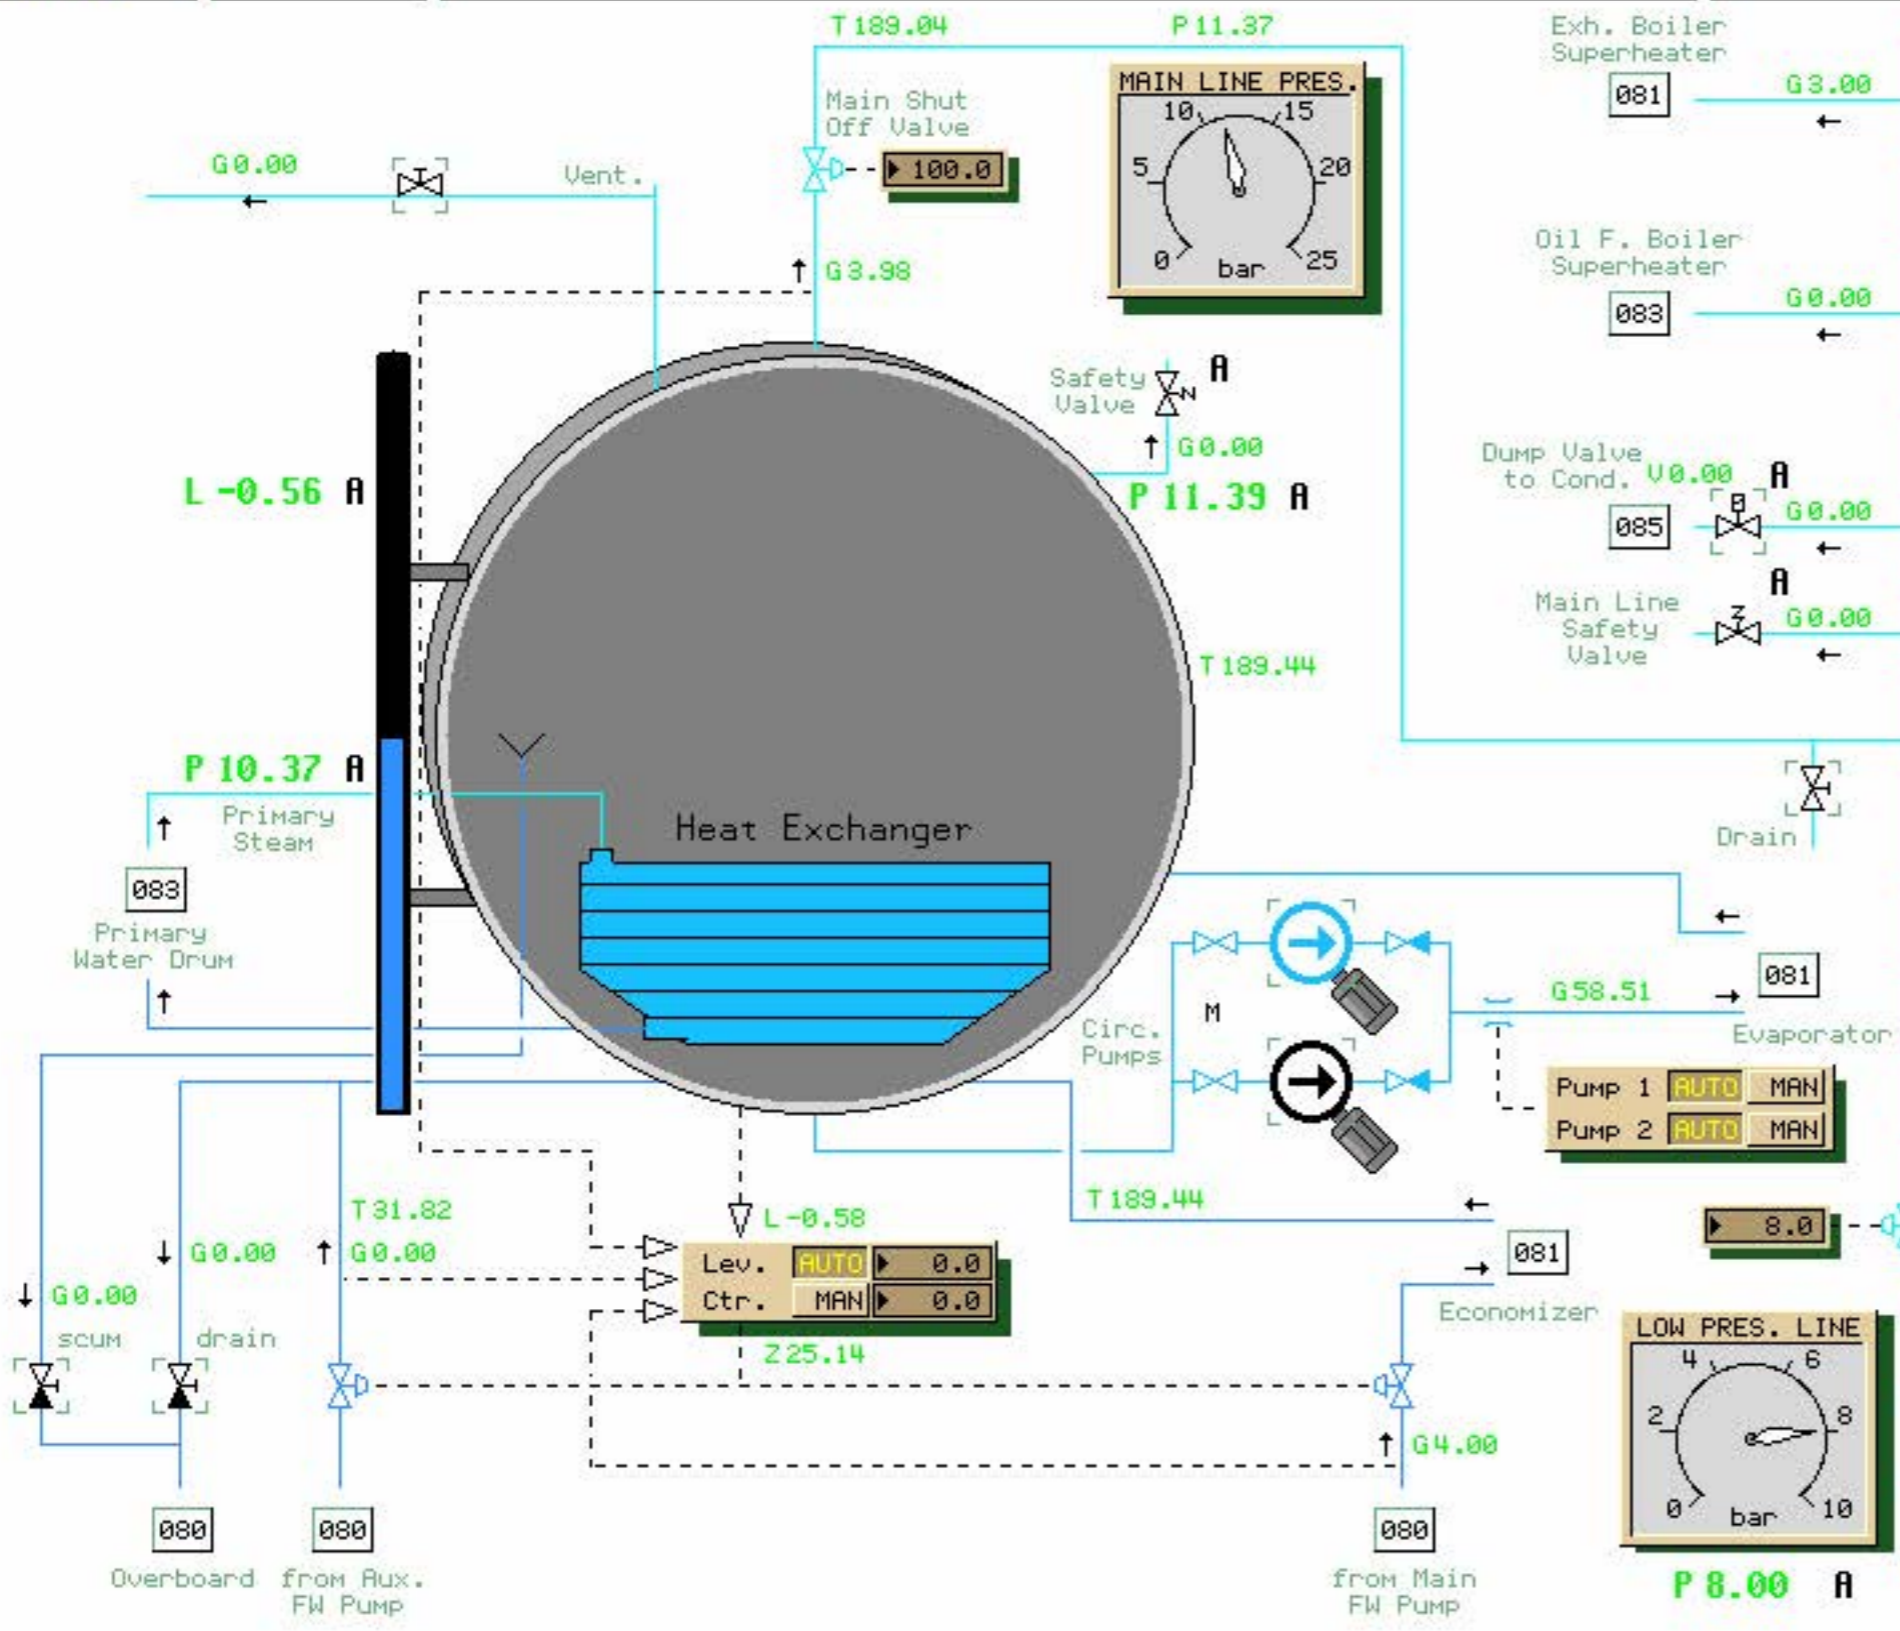 T 189.04
P 11.37
Exh. Boiler
Superheater
081
G 3.00
MAIN LINE PRES.
10
15
5
20
0
25
bar
Main Shut
Off Valve
100.0
G 0.00
Vent.
G 3.98
Oil F. Boiler
Superheater
083
G 0.00
Safety
Valve
N
A
G 0.00
P 11.39 A
L -0.56 A
Dump Valve
to Cond.
V 0.00
A
085
0
G 0.00
A
Main Line
Safety
Valve
Z
G 0.00
T 189.44
P 10.37 A
Primary
Steam
Heat Exchanger
Drain
083
Primary
Water Drum
Circ.
Pumps
M
G 58.51
081
Evaporator
Pump 1 AUTO MAN
Pump 2 AUTO MAN
T 31.82
G 0.00
G 0.00
G 0.00
scum
drain
L -0.58
Lev. AUTO 0.0
Ctr. MAN 0.0
Z 25.14
T 189.44
081
Economizer
8.0
LOW PRES. LINE
4
6
2
8
0
10
bar
G 4.00
080
Overboard
080
from Aux.
FW Pump
080
from Main
FW Pump
P 8.00 A